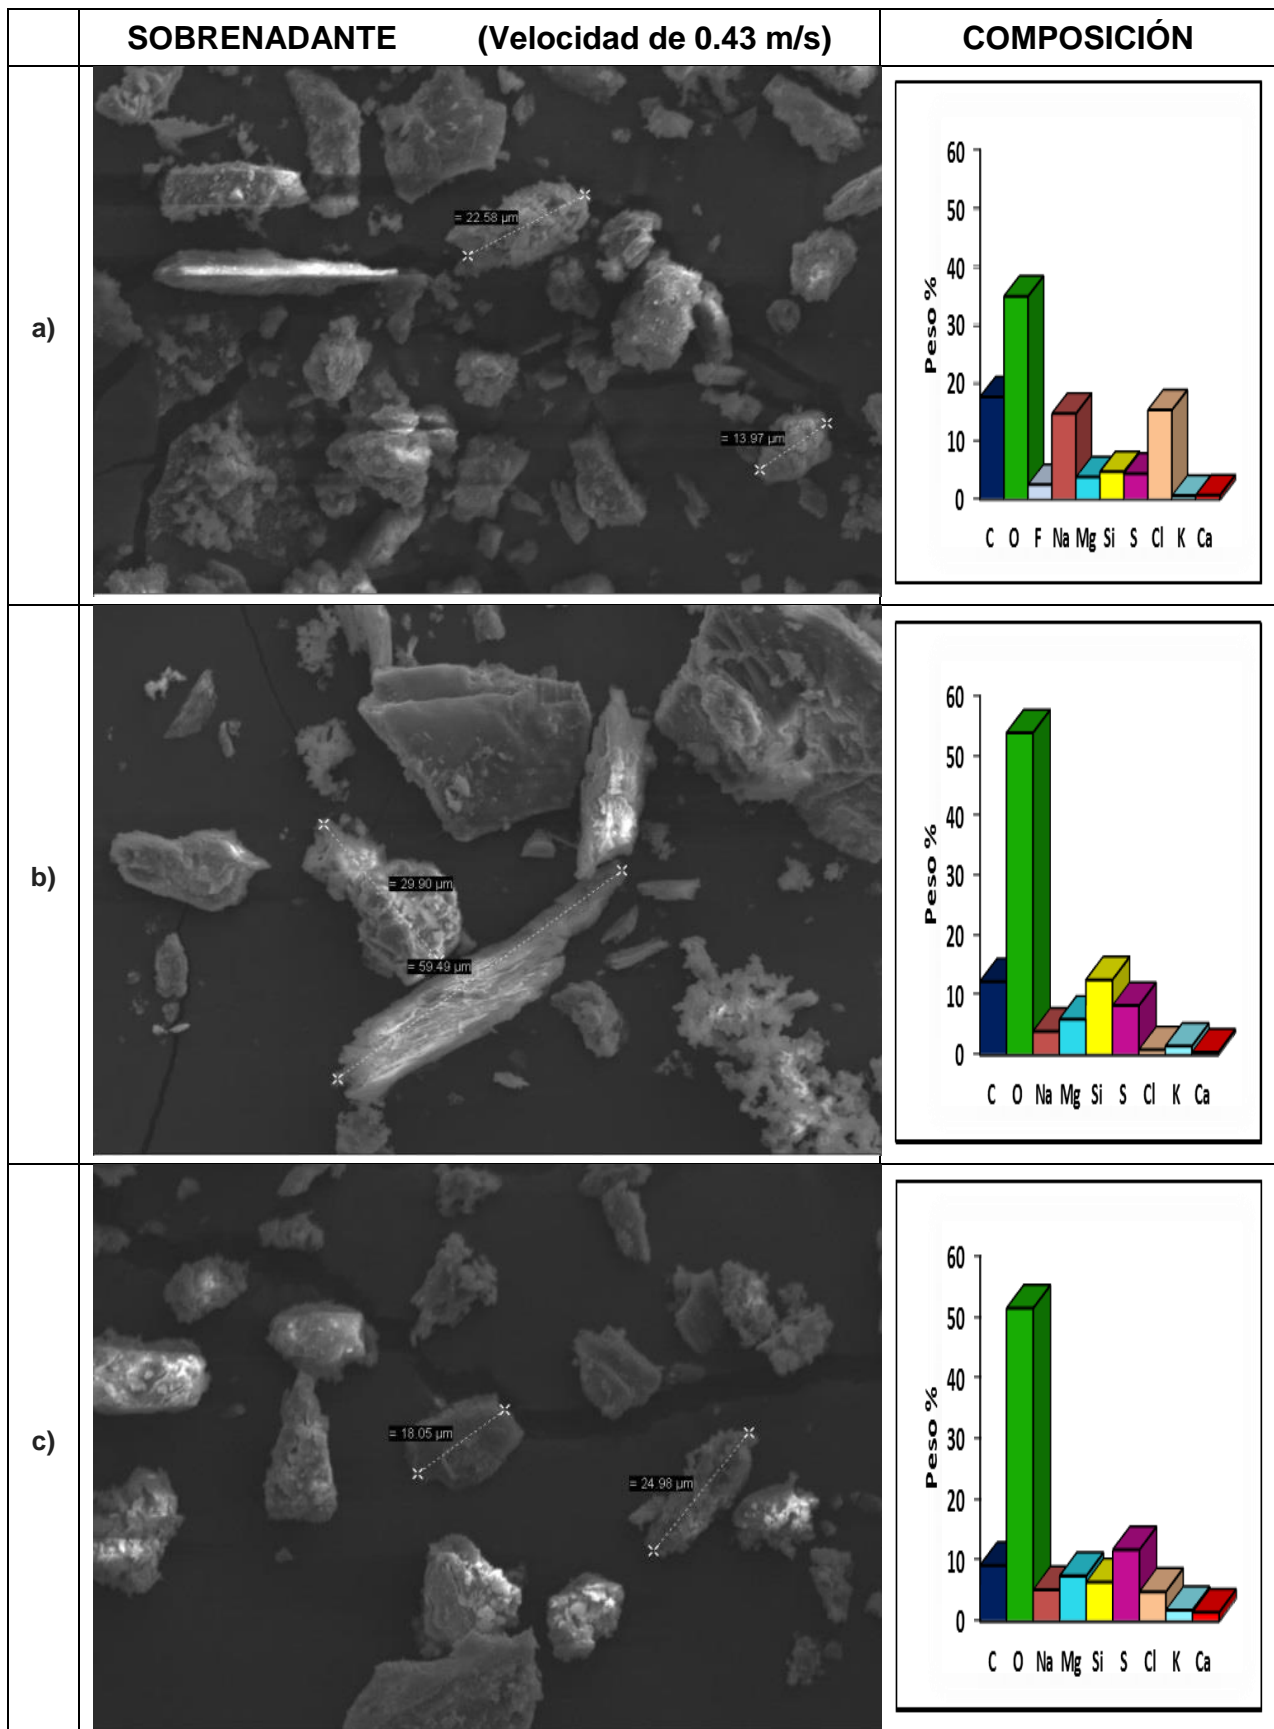 SOBRENADANTE (Velocidad de 0.43 m/s) COMPOSICIÓN
a)
= 22.58 µm
= 13.97 µm
Peso %
60
50
40
30
20
10
0
C O F Na Mg Si S Cl K Ca
b)
= 29.90 µm
= 59.49 µm
Peso %
60
50
40
30
20
10
0
C O Na Mg Si S Cl K Ca
c)
= 18.05 µm
= 24.98 µm
Peso %
60
50
40
30
20
10
0
C O Na Mg Si S Cl K Ca